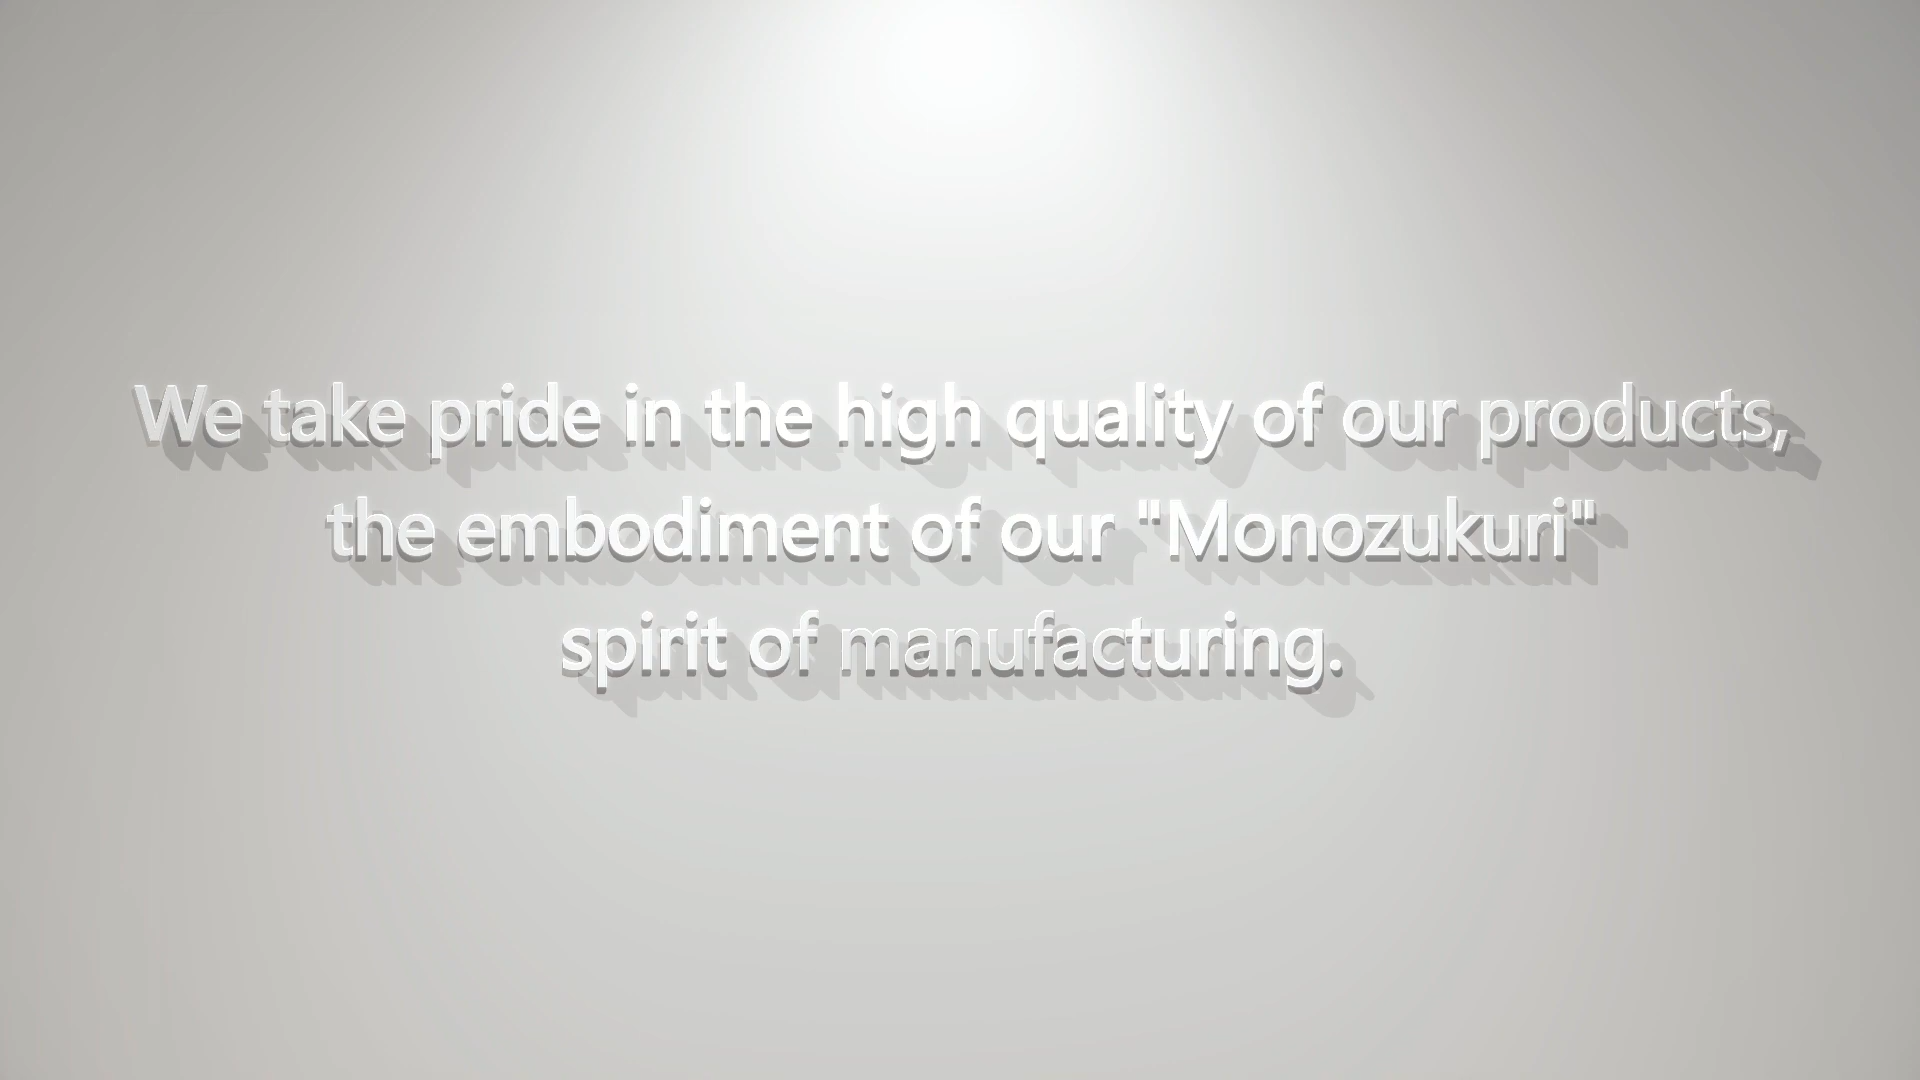 We take pride in the high quality of our products,
the embodiment of our "Monozukuri"
spirit of manufacturing.